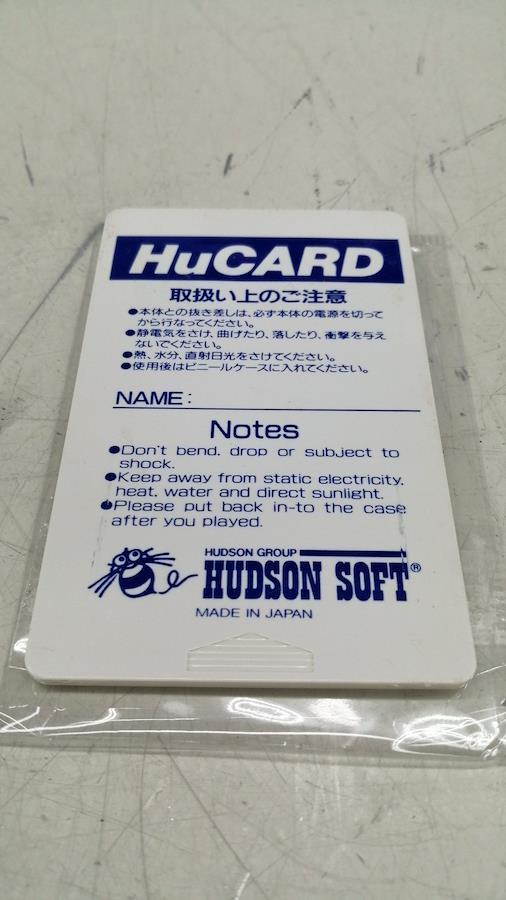 HuCARD
取扱い上のご注意
●本体との抜き差しは、必ず本体の電源を切って
から行なってください。
●静電気をさけ、曲げたり、落したり、衝撃を与え
ないでください。
●熱、水分、直射日光をさけてください。
●使用後はビニールケースに入れてください。
NAME:
Notes
●Don't bend, drop or subject to
shock.
●Keep away from static electricity,
heat, water and direct sunlight.
●Please put back in-to the case
after you played.
HUDSON GROUP
HUDSON SOFT®
MADE IN JAPAN